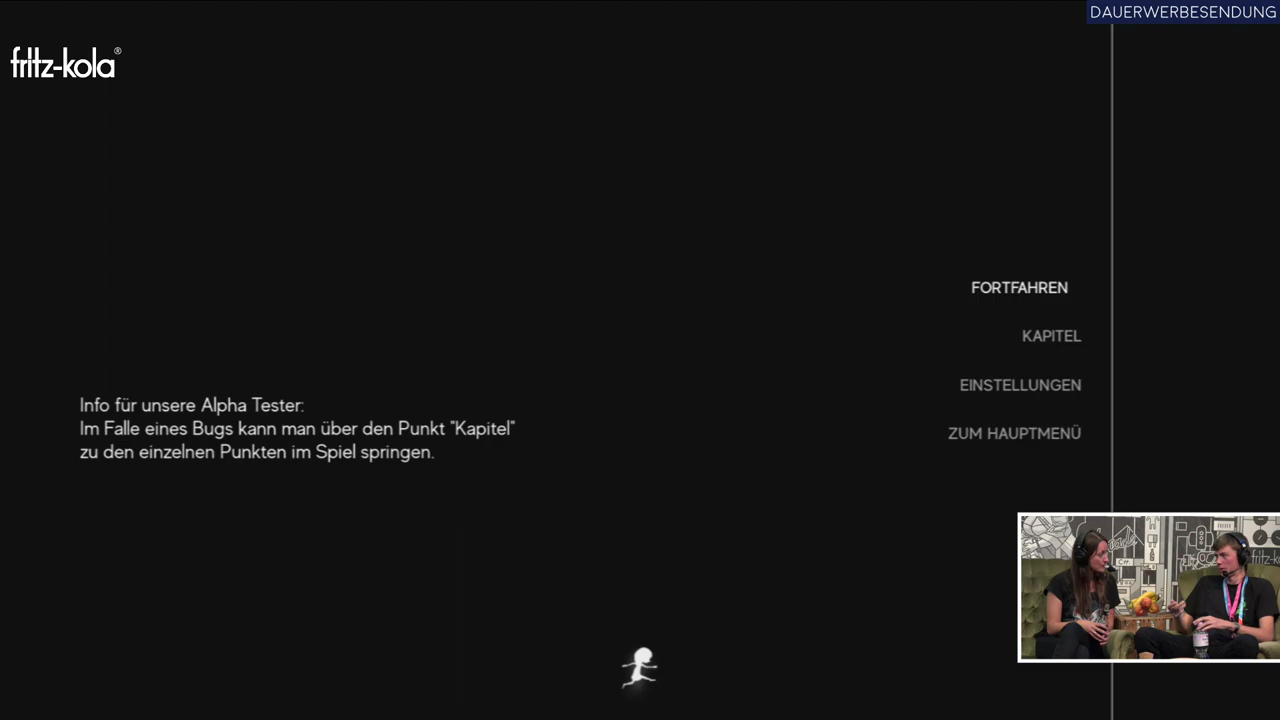 DAUERWERBESENDUNG
fritz-kola®
FORTFAHREN
KAPITEL
EINSTELLUNGEN
ZUM HAUPTMENÜ
Info für unsere Alpha Tester:
Im Falle eines Bugs kann man über den Punkt "Kapitel"
zu den einzelnen Punkten im Spiel springen.